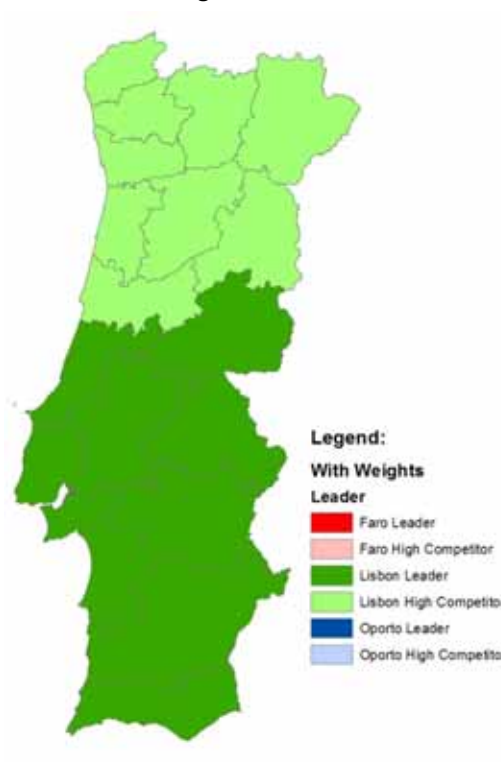 Legend:
With Weights
Leader
Faro Leader
Faro High Competitor
Lisbon Leader
Lisbon High Competito
Oporto Leader
Oporto High Competito